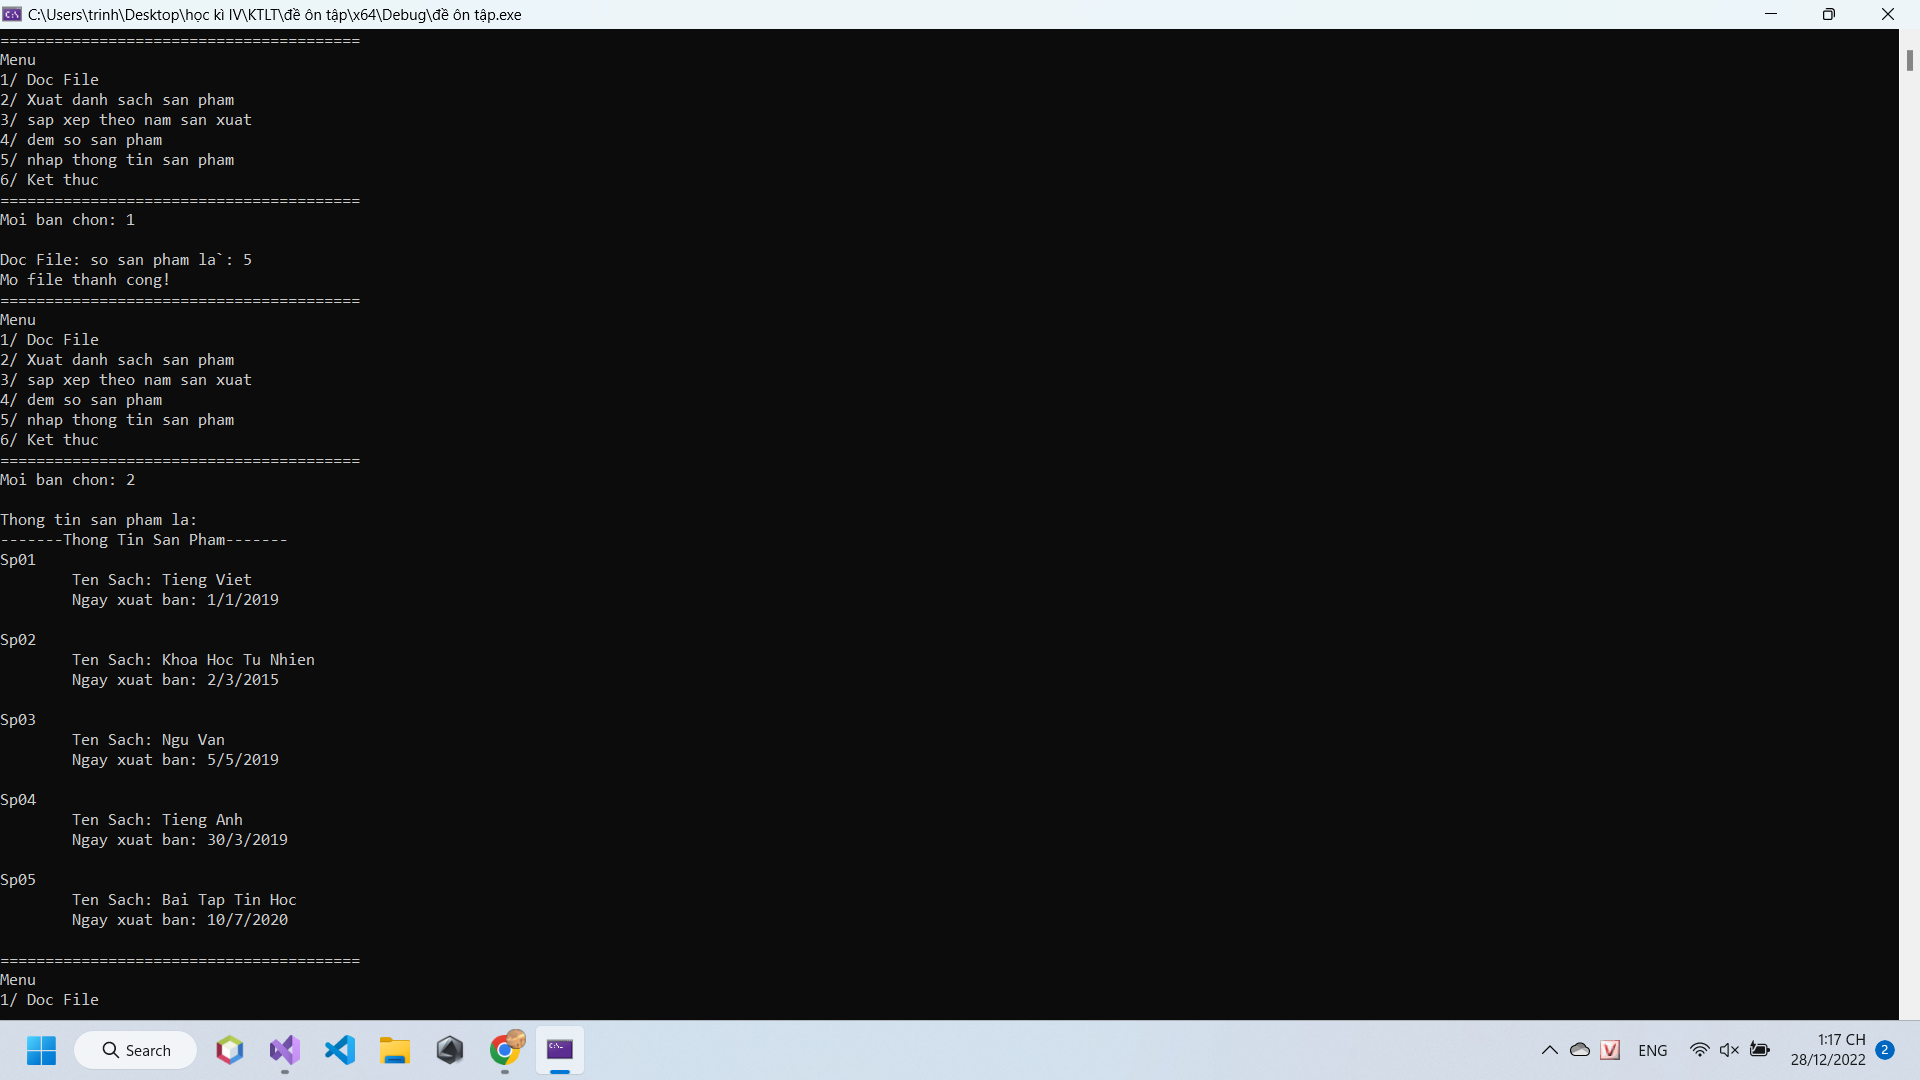 C:\Users\trinh\Desktop\học kì IV\KTLT\đề ôn tập\x64\Debug\đề ôn tập.exe
========================================
Menu
1/ Doc File
2/ Xuat danh sach san pham
3/ sap xep theo nam san xuat
4/ dem so san pham
5/ nhap thong tin san pham
6/ Ket thuc
========================================
Moi ban chon: 1
Doc File: so san pham la`: 5
Mo file thanh cong!
========================================
Menu
1/ Doc File
2/ Xuat danh sach san pham
3/ sap xep theo nam san xuat
4/ dem so san pham
5/ nhap thong tin san pham
6/ Ket thuc
========================================
Moi ban chon: 2
Thong tin san pham la:
-------Thong Tin San Pham-------
Sp01
Ten Sach: Tieng Viet
Ngay xuat ban: 1/1/2019
Sp02
Ten Sach: Khoa Hoc Tu Nhien
Ngay xuat ban: 2/3/2015
Sp03
Ten Sach: Ngu Van
Ngay xuat ban: 5/5/2019
Sp04
Ten Sach: Tieng Anh
Ngay xuat ban: 30/3/2019
Sp05
Ten Sach: Bai Tap Tin Hoc
Ngay xuat ban: 10/7/2020
========================================
Menu
1/ Doc File
Search
ENG
1:17 CH
28/12/2022
2